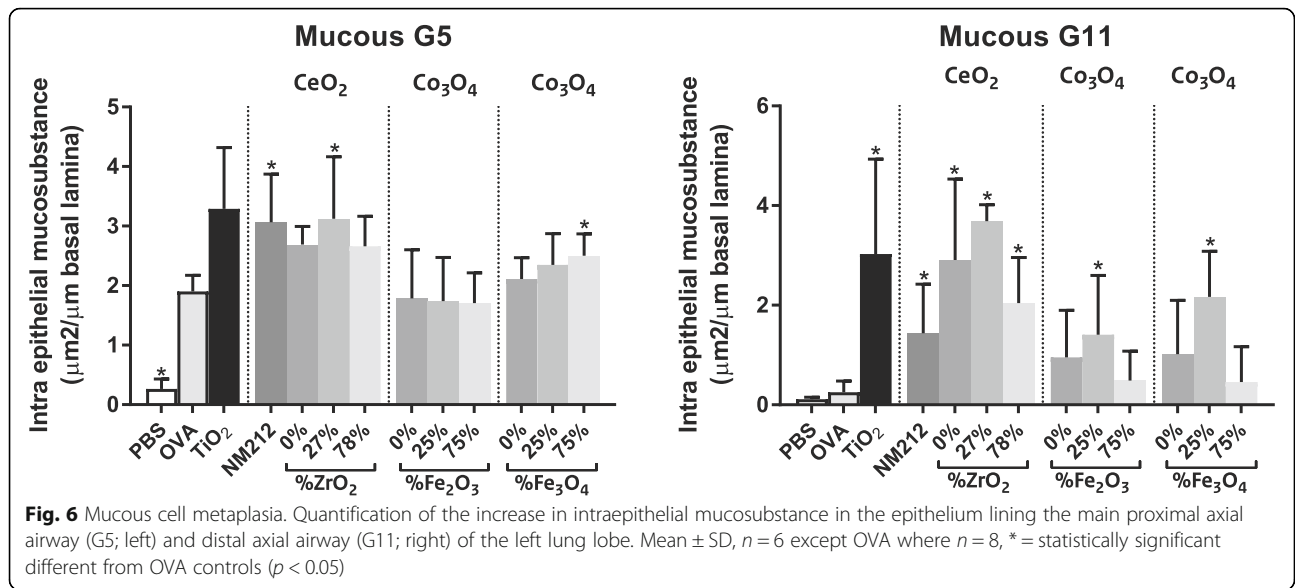 Mucous G5
CeO₂ Co₃O₄ Co₃O₄
Intra epithelial mucosubstance
(μm2/μm basal lamina)
5
4
3
2
1
0
* * * *
PBS OVA TiO₂ NM212 0% 27% 78% 0% 25% 75% 0% 25% 75%
%ZrO₂ %Fe₂O₃ %Fe₃O₄
Mucous G11
CeO₂ Co₃O₄ Co₃O₄
Intra epithelial mucosubstance
(μm2/μm basal lamina)
6
4
2
0
* * * * * * *
PBS OVA TiO₂ NM212 0% 27% 78% 0% 25% 75% 0% 25% 75%
%ZrO₂ %Fe₂O₃ %Fe₃O₄
Fig. 6 Mucous cell metaplasia. Quantification of the increase in intraepithelial mucosubstance in the epithelium lining the main proximal axial
airway (G5; left) and distal axial airway (G11; right) of the left lung lobe. Mean ± SD, n = 6 except OVA where n = 8, * = statistically significant
different from OVA controls (p < 0.05)